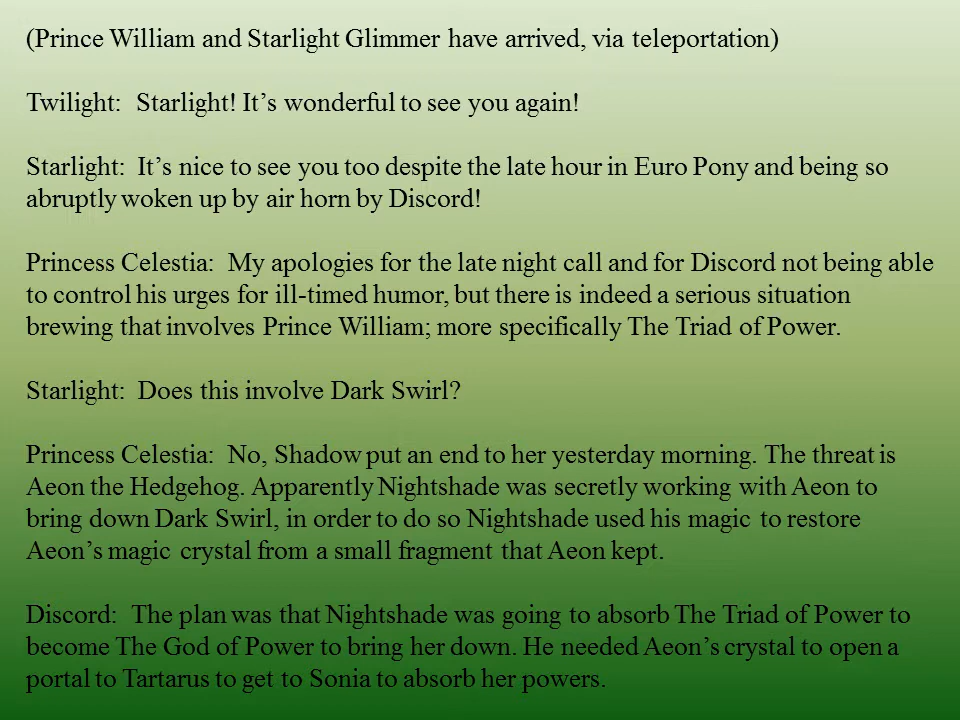 (Prince William and Starlight Glimmer have arrived, via teleportation)
Twilight:  Starlight! It’s wonderful to see you again!
Starlight:  It’s nice to see you too despite the late hour in Euro Pony and being so
abruptly woken up by air horn by Discord!
Princess Celestia:  My apologies for the late night call and for Discord not being able
to control his urges for ill-timed humor, but there is indeed a serious situation
brewing that involves Prince William; more specifically The Triad of Power.
Starlight:  Does this involve Dark Swirl?
Princess Celestia:  No, Shadow put an end to her yesterday morning. The threat is
Aeon the Hedgehog. Apparently Nightshade was secretly working with Aeon to
bring down Dark Swirl, in order to do so Nightshade used his magic to restore
Aeon’s magic crystal from a small fragment that Aeon kept.
Discord:  The plan was that Nightshade was going to absorb The Triad of Power to
become The God of Power to bring her down. He needed Aeon’s crystal to open a
portal to Tartarus to get to Sonia to absorb her powers.